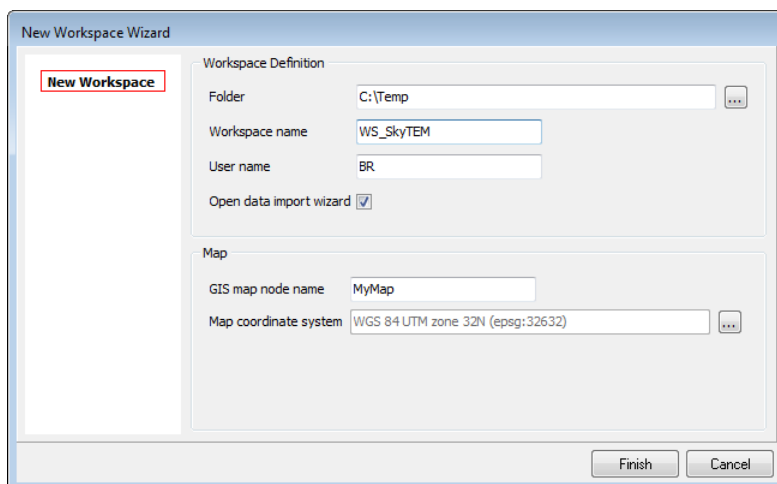 New Workspace Wizard
New Workspace
Workspace Definition
Folder C:\Temp ...
Workspace name WS_SkyTEM
User name BR
Open data import wizard
Map
GIS map node name MyMap
Map coordinate system WGS 84 UTM zone 32N (epsg:32632) ...
Finish Cancel